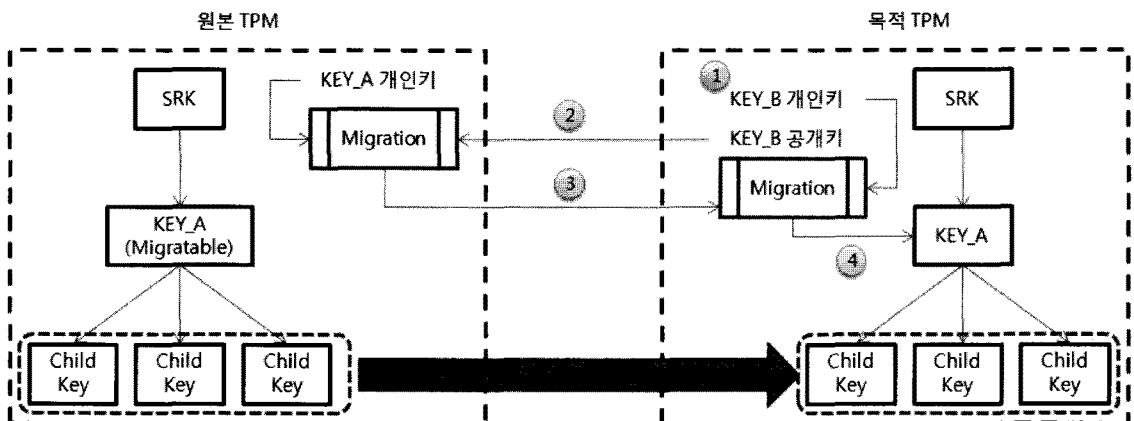 원본 TPM
목적 TPM
SRK
KEY_A 개인키
Migration
KEY_A
(Migratable)
Child
Key
Child
Key
Child
Key
2
3
1
KEY_B 개인키
KEY_B 공개키
Migration
4
SRK
KEY_A
Child
Key
Child
Key
Child
Key